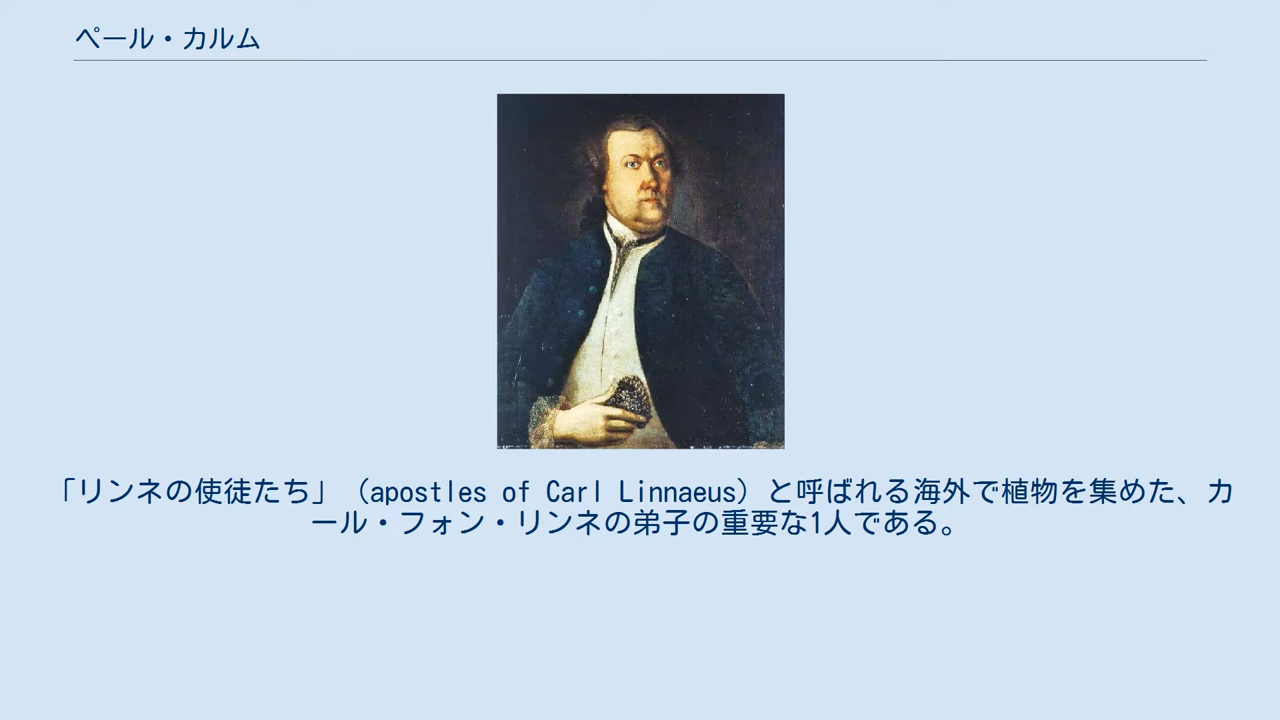 ペール・カルム
「リンネの使徒たち」（apostles of Carl Linnaeus）と呼ばれる海外で植物を集めた、カ
ール・フォン・リンネの弟子の重要な1人である。